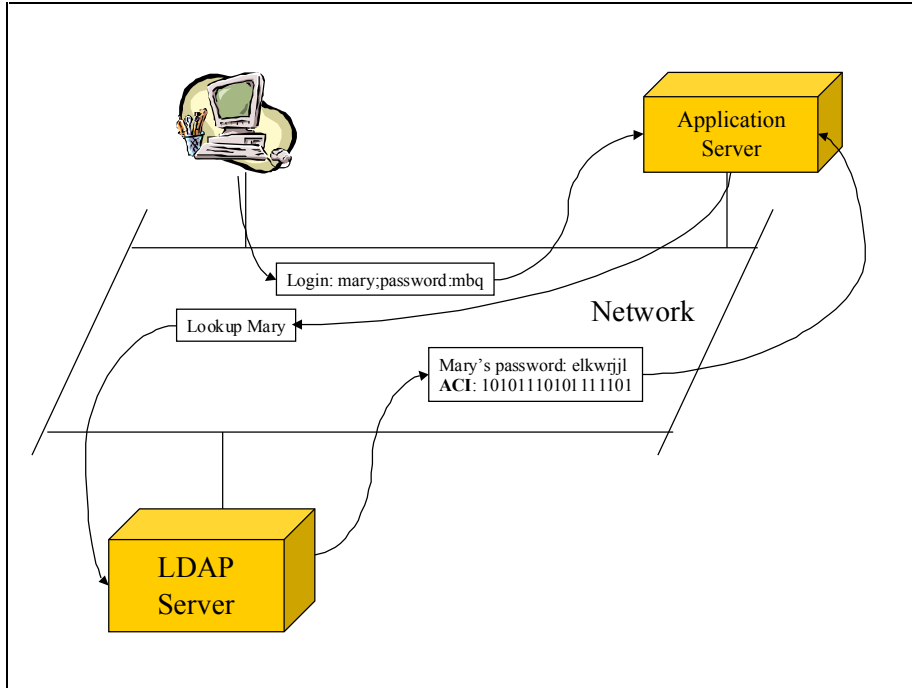 Application
Server
Login: mary;password:mbq
Lookup Mary
Network
Mary's password: elkwrjjl
ACI: 10101110101111101
LDAP
Server